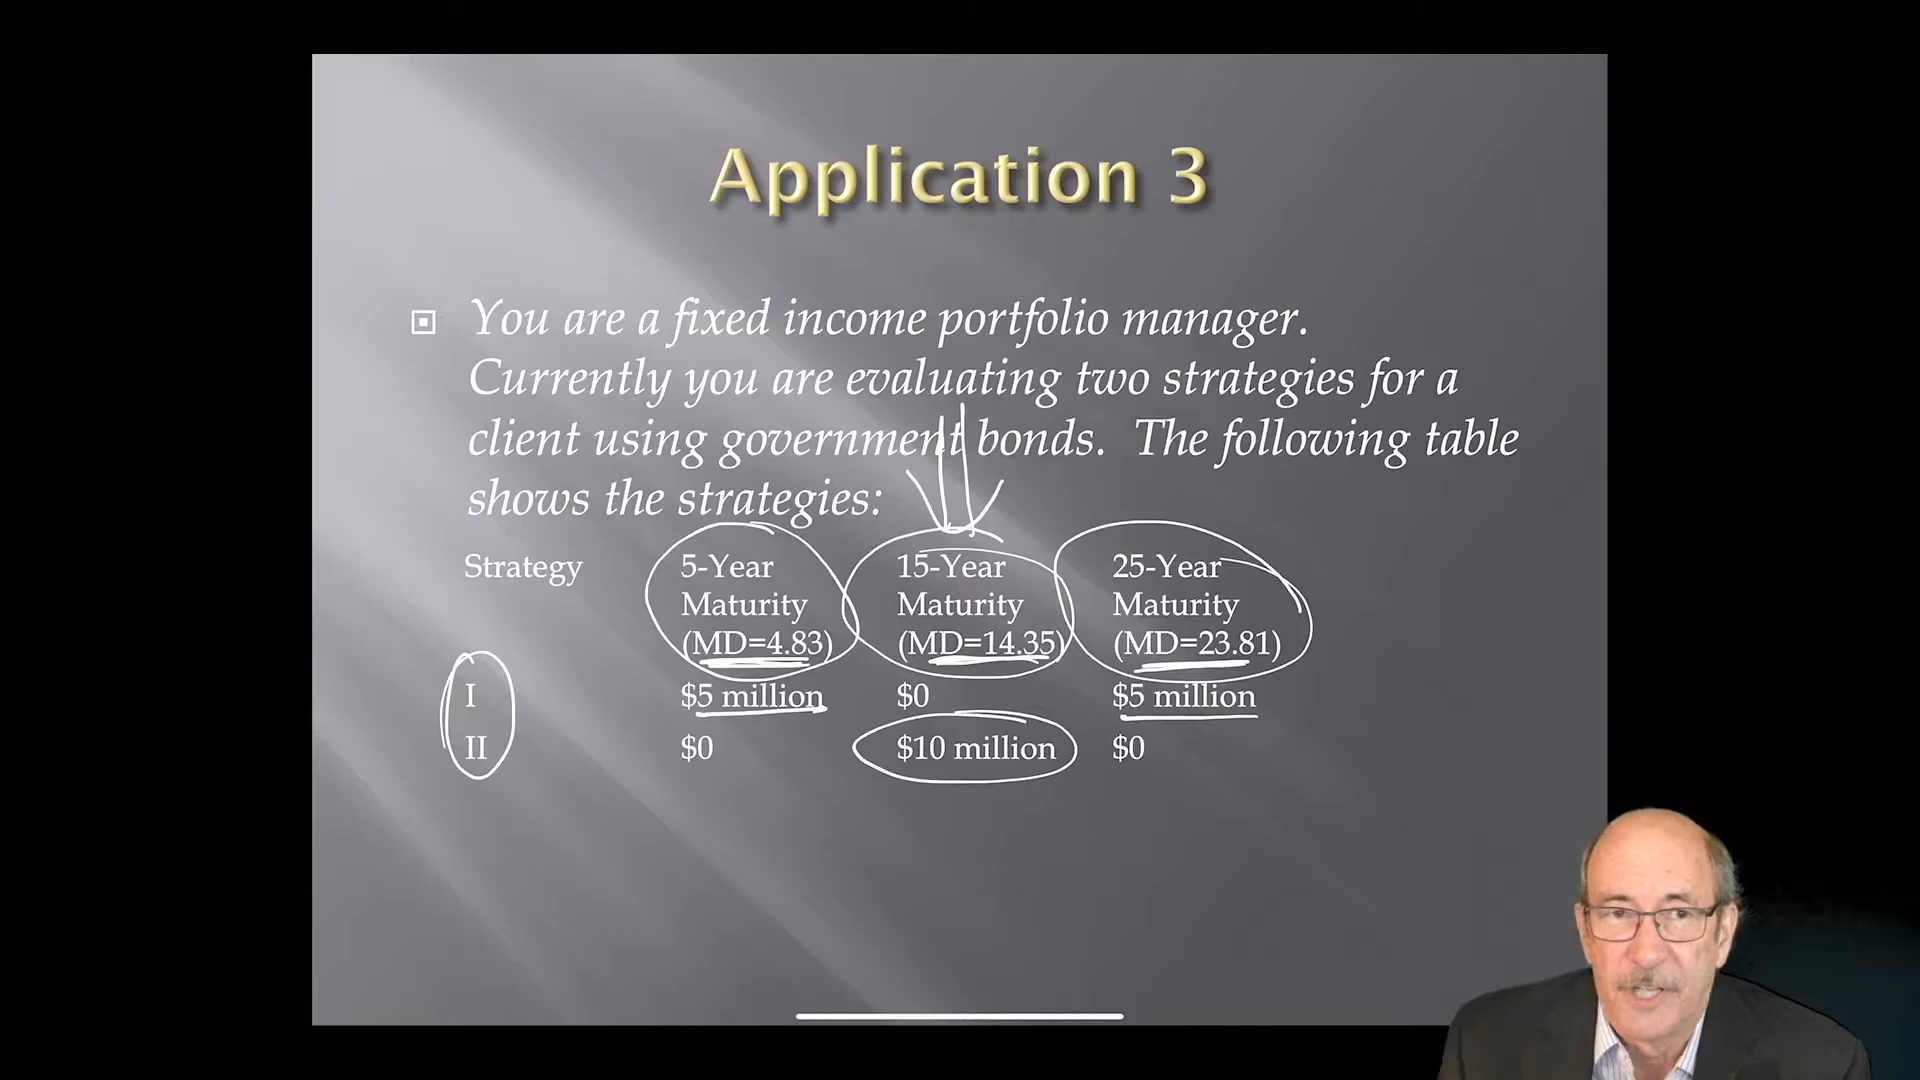 Application 3
You are a fixed income portfolio manager.
Currently you are evaluating two strategies for a
client using government bonds. The following table
shows the strategies:
Strategy 5-Year 15-Year 25-Year
Maturity Maturity Maturity
(MD=4.83) (MD=14.35) (MD=23.81)
I $5 million $0 $5 million
II $0 $10 million $0